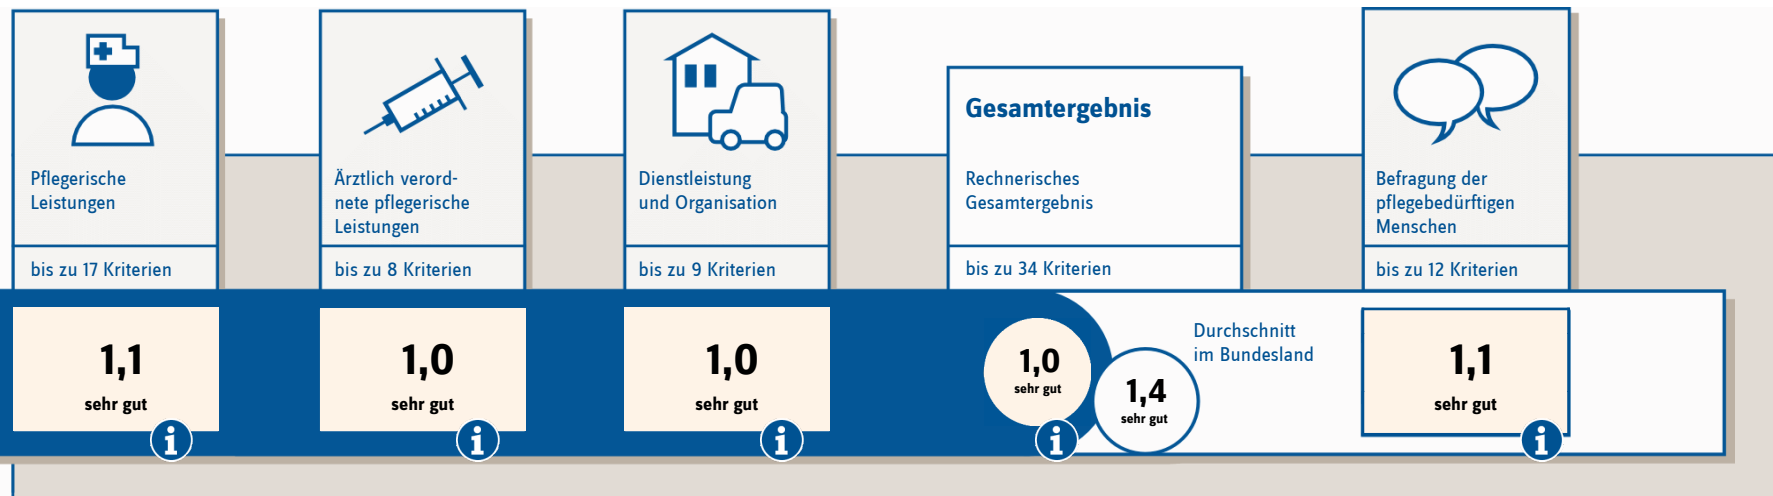 Pflegerische
Leistungen
bis zu 17 Kriterien
1,1
sehr gut
Ärztlich verord-
nete pflegerische
Leistungen
bis zu 8 Kriterien
1,0
sehr gut
Dienstleistung
und Organisation
bis zu 9 Kriterien
1,0
sehr gut
Gesamtergebnis
Rechnerisches
Gesamtergebnis
bis zu 34 Kriterien
1,0
sehr gut
1,4
sehr gut
Durchschnitt
im Bundesland
Befragung der
pflegebedürftigen
Menschen
bis zu 12 Kriterien
1,1
sehr gut